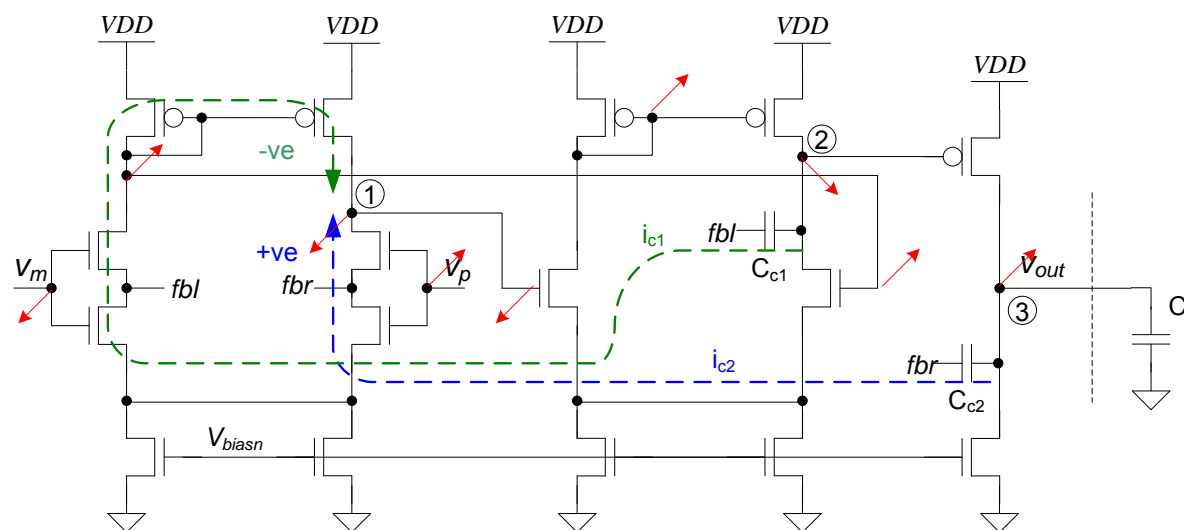 VDD
VDD
VDD
VDD
VDD
-ve
①
②
+ve
v_m
fbl
fbr
v_p
i_c1
fbl
C_c1
v_out
③
C
i_c2
fbr
C_c2
V_biasn